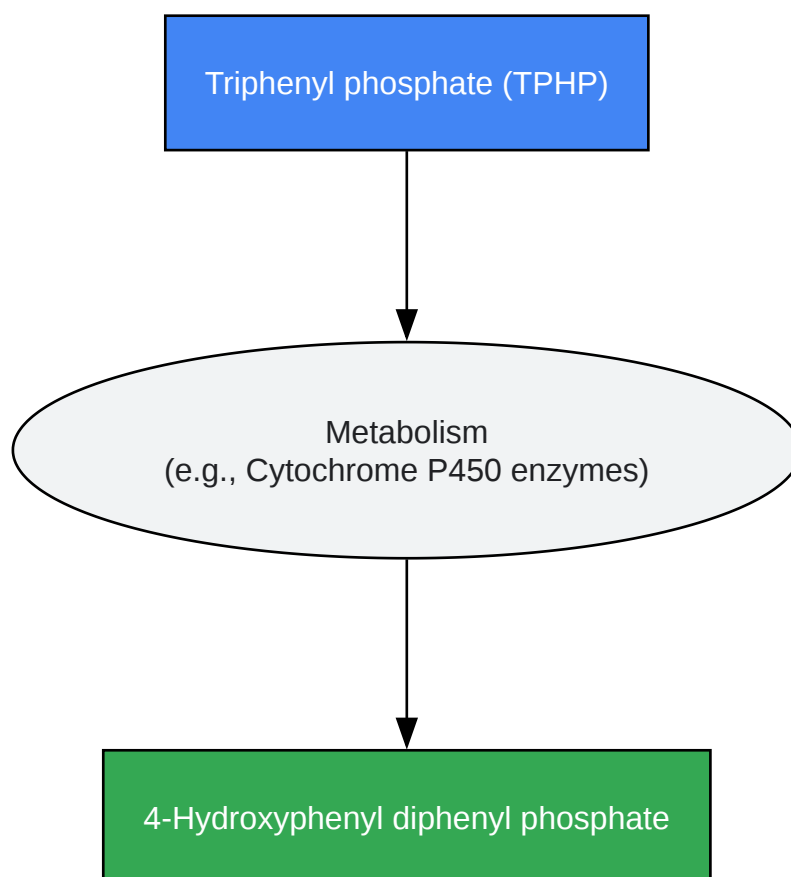 Triphenyl phosphate (TPHP)
Metabolism
(e.g., Cytochrome P450 enzymes)
4-Hydroxyphenyl diphenyl phosphate